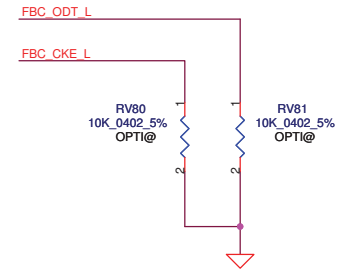 FBC_ODT_L
FBC_CKE_L
RV80
10K_0402_5%
OPTI@
RV81
10K_0402_5%
OPTI@
1
1
2
2